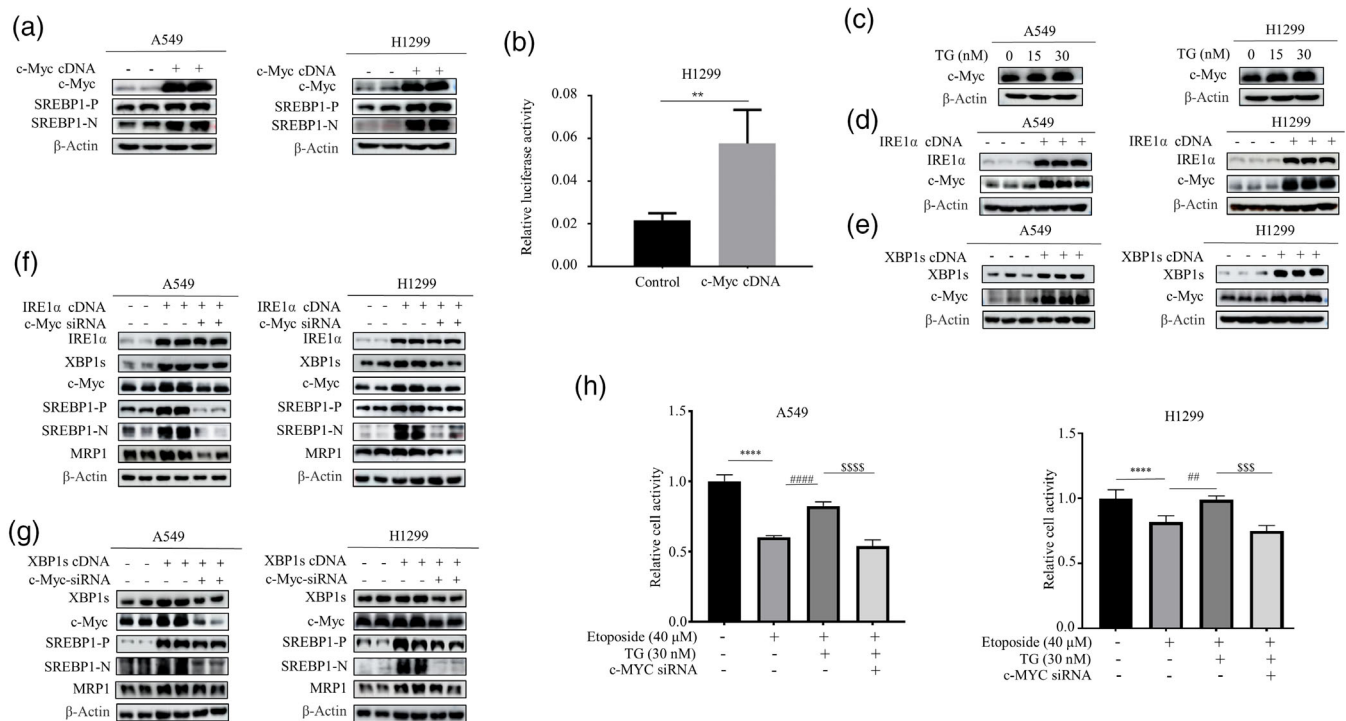 (a)
A549
c-Myc cDNA - - + +
c-Myc
SREBP1-P
SREBP1-N
β-Actin
H1299
c-Myc cDNA - - + +
c-Myc
SREBP1-P
SREBP1-N
β-Actin
(b)
H1299
**
Relative luciferase activity
0.08
0.06
0.04
0.02
0.00
Control c-Myc cDNA
(c)
A549
TG (nM) 0 15 30
c-Myc
β-Actin
H1299
TG (nM) 0 15 30
c-Myc
β-Actin
(d)
A549
IRE1α cDNA - - - + + +
IRE1α
c-Myc
β-Actin
H1299
IRE1α cDNA - - - + + +
IRE1α
c-Myc
β-Actin
(e)
A549
XBP1s cDNA - - - + + +
XBP1s
c-Myc
β-Actin
H1299
XBP1s cDNA - - - + + +
XBP1s
c-Myc
β-Actin
(f)
A549
IRE1α cDNA - - + + + +
c-Myc siRNA - - - - + +
IRE1α
XBP1s
c-Myc
SREBP1-P
SREBP1-N
MRP1
β-Actin
H1299
IRE1α cDNA - - + + + +
c-Myc siRNA - - - - + +
IRE1α
XBP1s
c-Myc
SREBP1-P
SREBP1-N
MRP1
β-Actin
(g)
A549
XBP1s cDNA - - + + + +
c-Myc-siRNA - - - - + +
XBP1s
c-Myc
SREBP1-P
SREBP1-N
MRP1
β-Actin
H1299
XBP1s cDNA - - + + + +
c-Myc-siRNA - - - - + +
XBP1s
c-Myc
SREBP1-P
SREBP1-N
MRP1
β-Actin
(h)
A549
**** #### $$$$
Relative cell activity
1.5
1.0
0.5
0.0
Etoposide (40 μM) - + + +
TG (30 nM) - - + +
c-MYC siRNA - - - +
H1299
**** ## $$$
Relative cell activity
1.5
1.0
0.5
0.0
Etoposide (40 μM) - + + +
TG (30 nM) - - + +
c-MYC siRNA - - - +